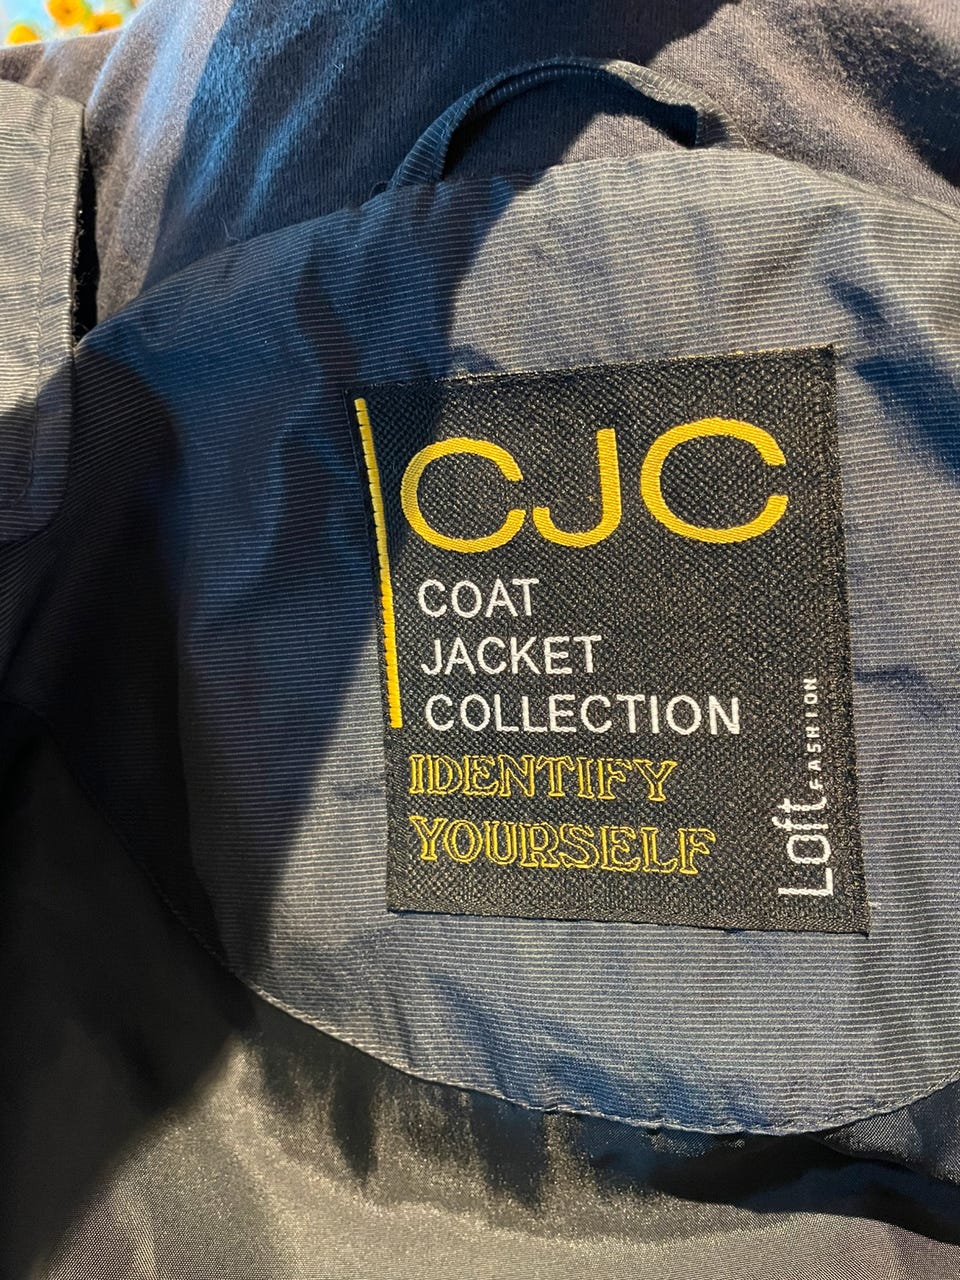 CJC
COAT
JACKET
COLLECTION
IDENTIFY
YOURSELF
Loft FASHION